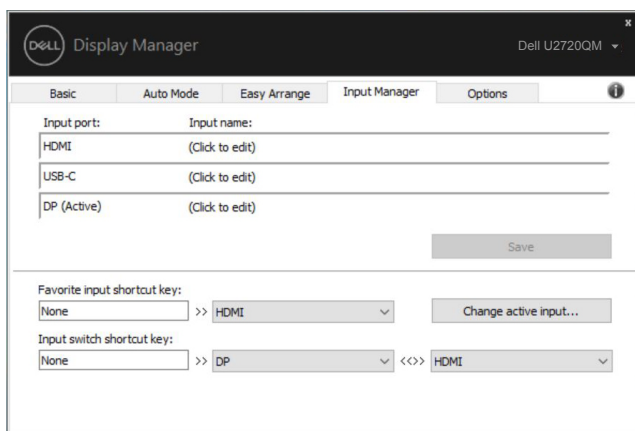 x
DELL Display Manager Dell U2720QM
Basic Auto Mode Easy Arrange Input Manager Options i
Input port: Input name:
HDMI (Click to edit)
USB-C (Click to edit)
DP (Active) (Click to edit)
Save
Favorite input shortcut key:
None >> HDMI Change active input...
Input switch shortcut key:
None >> DP <<>> HDMI